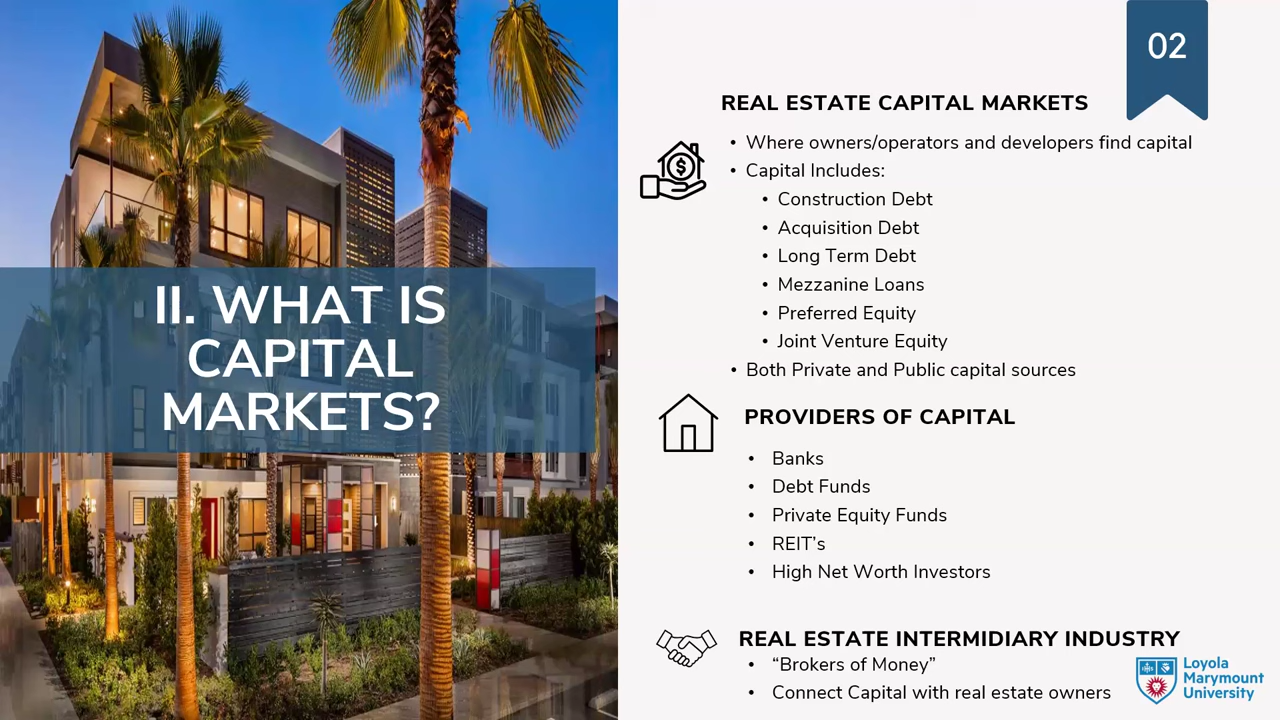 II. WHAT IS
CAPITAL
MARKETS?
02
REAL ESTATE CAPITAL MARKETS
• Where owners/operators and developers find capital
• Capital Includes:
• Construction Debt
• Acquisition Debt
• Long Term Debt
• Mezzanine Loans
• Preferred Equity
• Joint Venture Equity
• Both Private and Public capital sources
PROVIDERS OF CAPITAL
• Banks
• Debt Funds
• Private Equity Funds
• REIT’s
• High Net Worth Investors
REAL ESTATE INTERMIDIARY INDUSTRY
• “Brokers of Money”
• Connect Capital with real estate owners
Loyola
Marymount
University